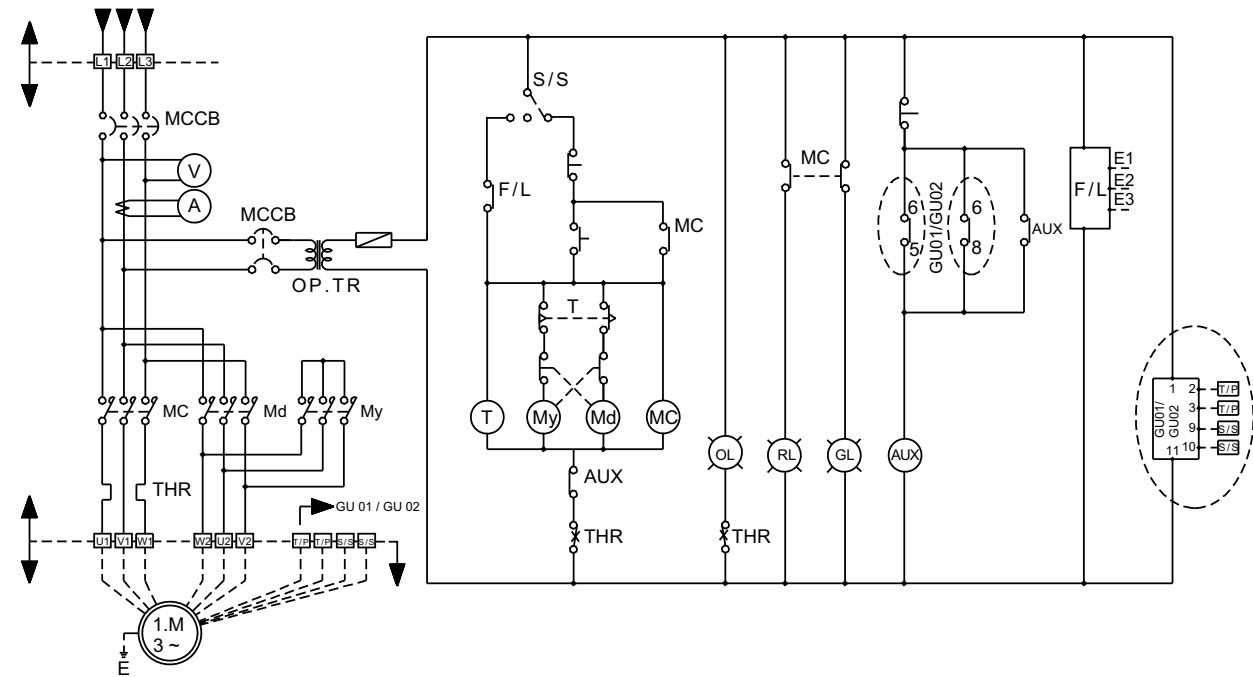 L1 L2 L3
MCCB
V
A
MCCB
OP.TR
MC Md My
THR
GU 01 / GU 02
U1 V1 W1 W2 U2 V2 T/P T/P S/S S/S
1.M
3 ~
E
S/S
F/L
MC
T
T My Md MC
AUX
THR
OL
THR
MC
RL GL
6 6
5 8
GU01/GU02
AUX
AUX
F/L
E1
E2
E3
GU01/
GU02
1 2 T/P
3 T/P
9 S/S
11 10 S/S